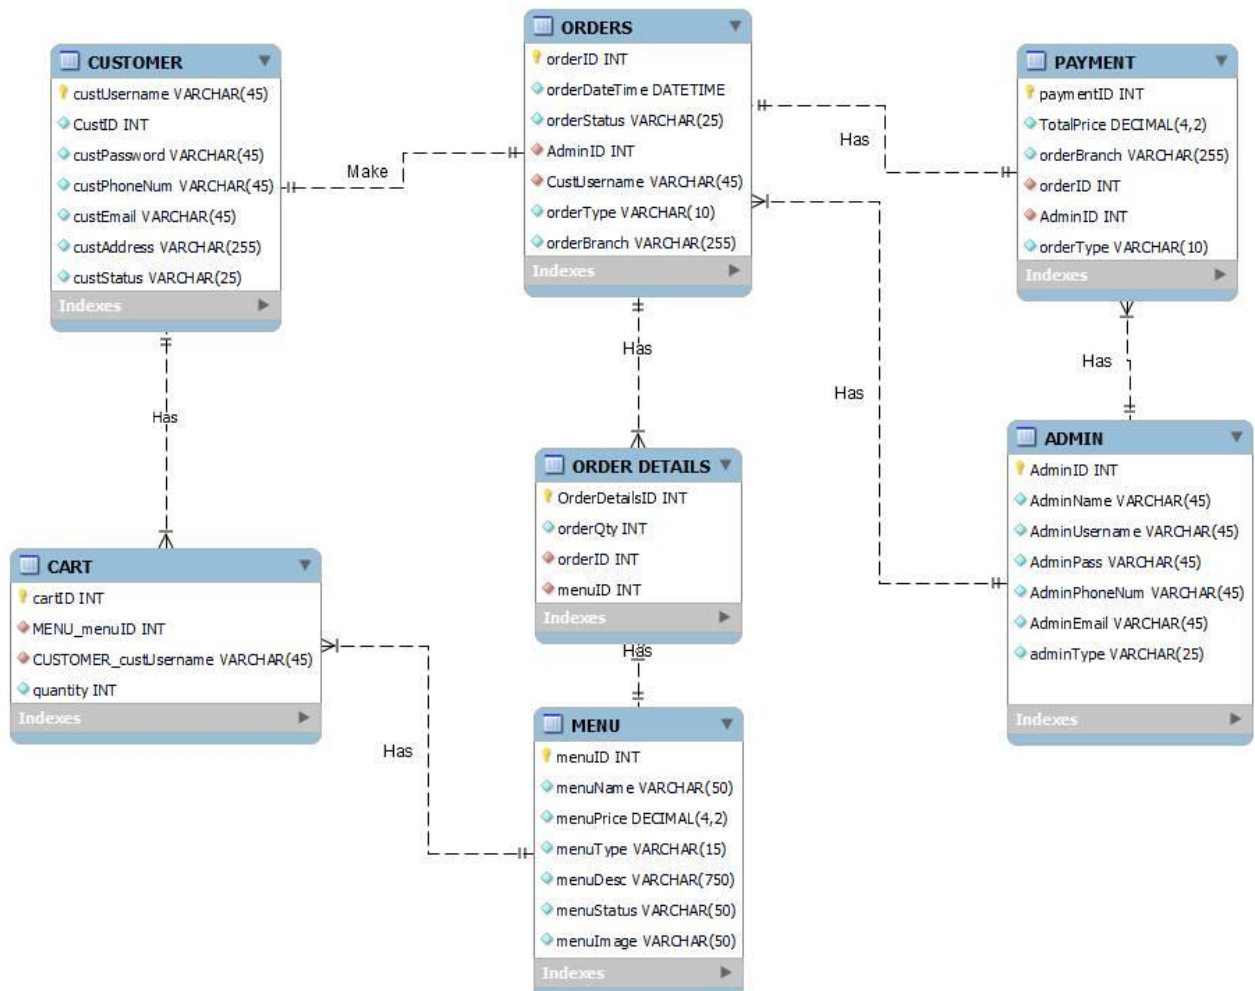 CUSTOMER
custUsername VARCHAR(45)
CustID INT
custPassword VARCHAR(45)
custPhoneNum VARCHAR(45)
custEmail VARCHAR(45)
custAddress VARCHAR(255)
custStatus VARCHAR(25)
Indexes
Make
ORDERS
orderID INT
orderDateTime DATETIME
orderStatus VARCHAR(25)
AdminID INT
CustUsername VARCHAR(45)
orderType VARCHAR(10)
orderBranch VARCHAR(255)
Indexes
Has
PAYMENT
paymentID INT
TotalPrice DECIMAL(4,2)
orderBranch VARCHAR(255)
orderID INT
AdminID INT
orderType VARCHAR(10)
Indexes
Has
Has
Has
Has
CART
cartID INT
MENU_menuID INT
CUSTOMER_custUsername VARCHAR(45)
quantity INT
Indexes
ORDER DETAILS
OrderDetailsID INT
orderQty INT
orderID INT
menuID INT
Indexes
ADMIN
AdminID INT
AdminName VARCHAR(45)
AdminUsername VARCHAR(45)
AdminPass VARCHAR(45)
AdminPhoneNum VARCHAR(45)
AdminEmail VARCHAR(45)
adminType VARCHAR(25)
Indexes
Has
Has
MENU
menuID INT
menuName VARCHAR(50)
menuPrice DECIMAL(4,2)
menuType VARCHAR(15)
menuDesc VARCHAR(750)
menuStatus VARCHAR(50)
menuImage VARCHAR(50)
Indexes